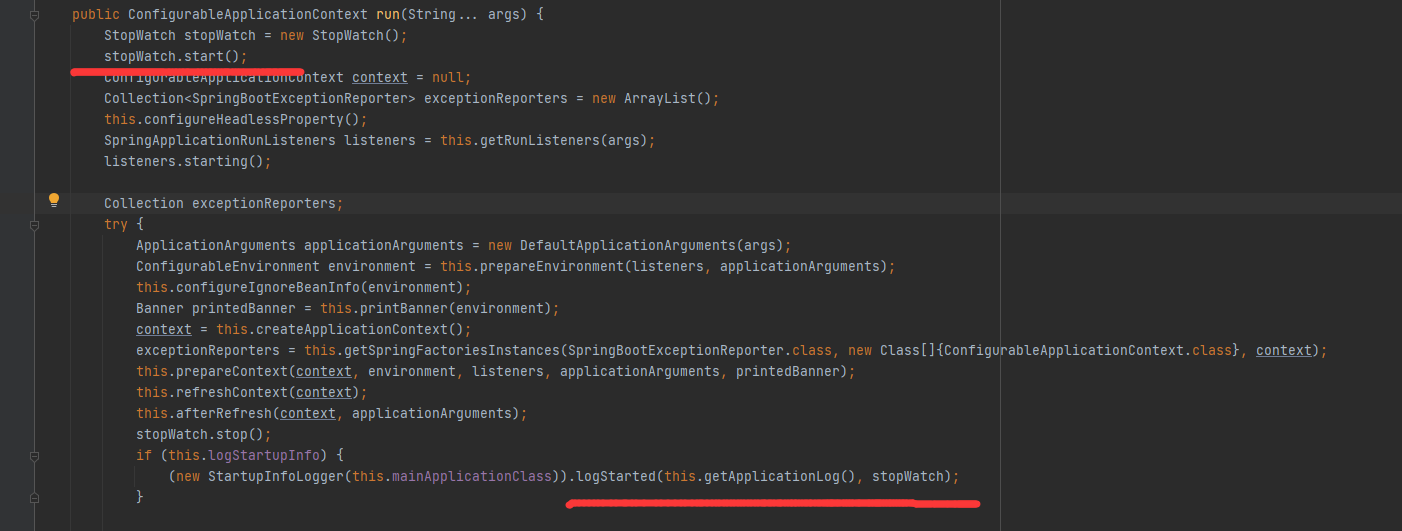 public ConfigurableApplicationContext run(String... args) {
StopWatch stopWatch = new StopWatch();
stopWatch.start();
ConfigurableApplicationContext context = null;
Collection<SpringBootExceptionReporter> exceptionReporters = new ArrayList();
this.configureHeadlessProperty();
SpringApplicationRunListeners listeners = this.getRunListeners(args);
listeners.starting();
Collection exceptionReporters;
try {
ApplicationArguments applicationArguments = new DefaultApplicationArguments(args);
ConfigurableEnvironment environment = this.prepareEnvironment(listeners, applicationArguments);
this.configureIgnoreBeanInfo(environment);
Banner printedBanner = this.printBanner(environment);
context = this.createApplicationContext();
exceptionReporters = this.getSpringFactoriesInstances(SpringBootExceptionReporter.class, new Class[]{ConfigurableApplicationContext.class}, context);
this.prepareContext(context, environment, listeners, applicationArguments, printedBanner);
this.refreshContext(context);
this.afterRefresh(context, applicationArguments);
stopWatch.stop();
if (this.logStartupInfo) {
(new StartupInfoLogger(this.mainApplicationClass)).logStarted(this.getApplicationLog(), stopWatch);
}